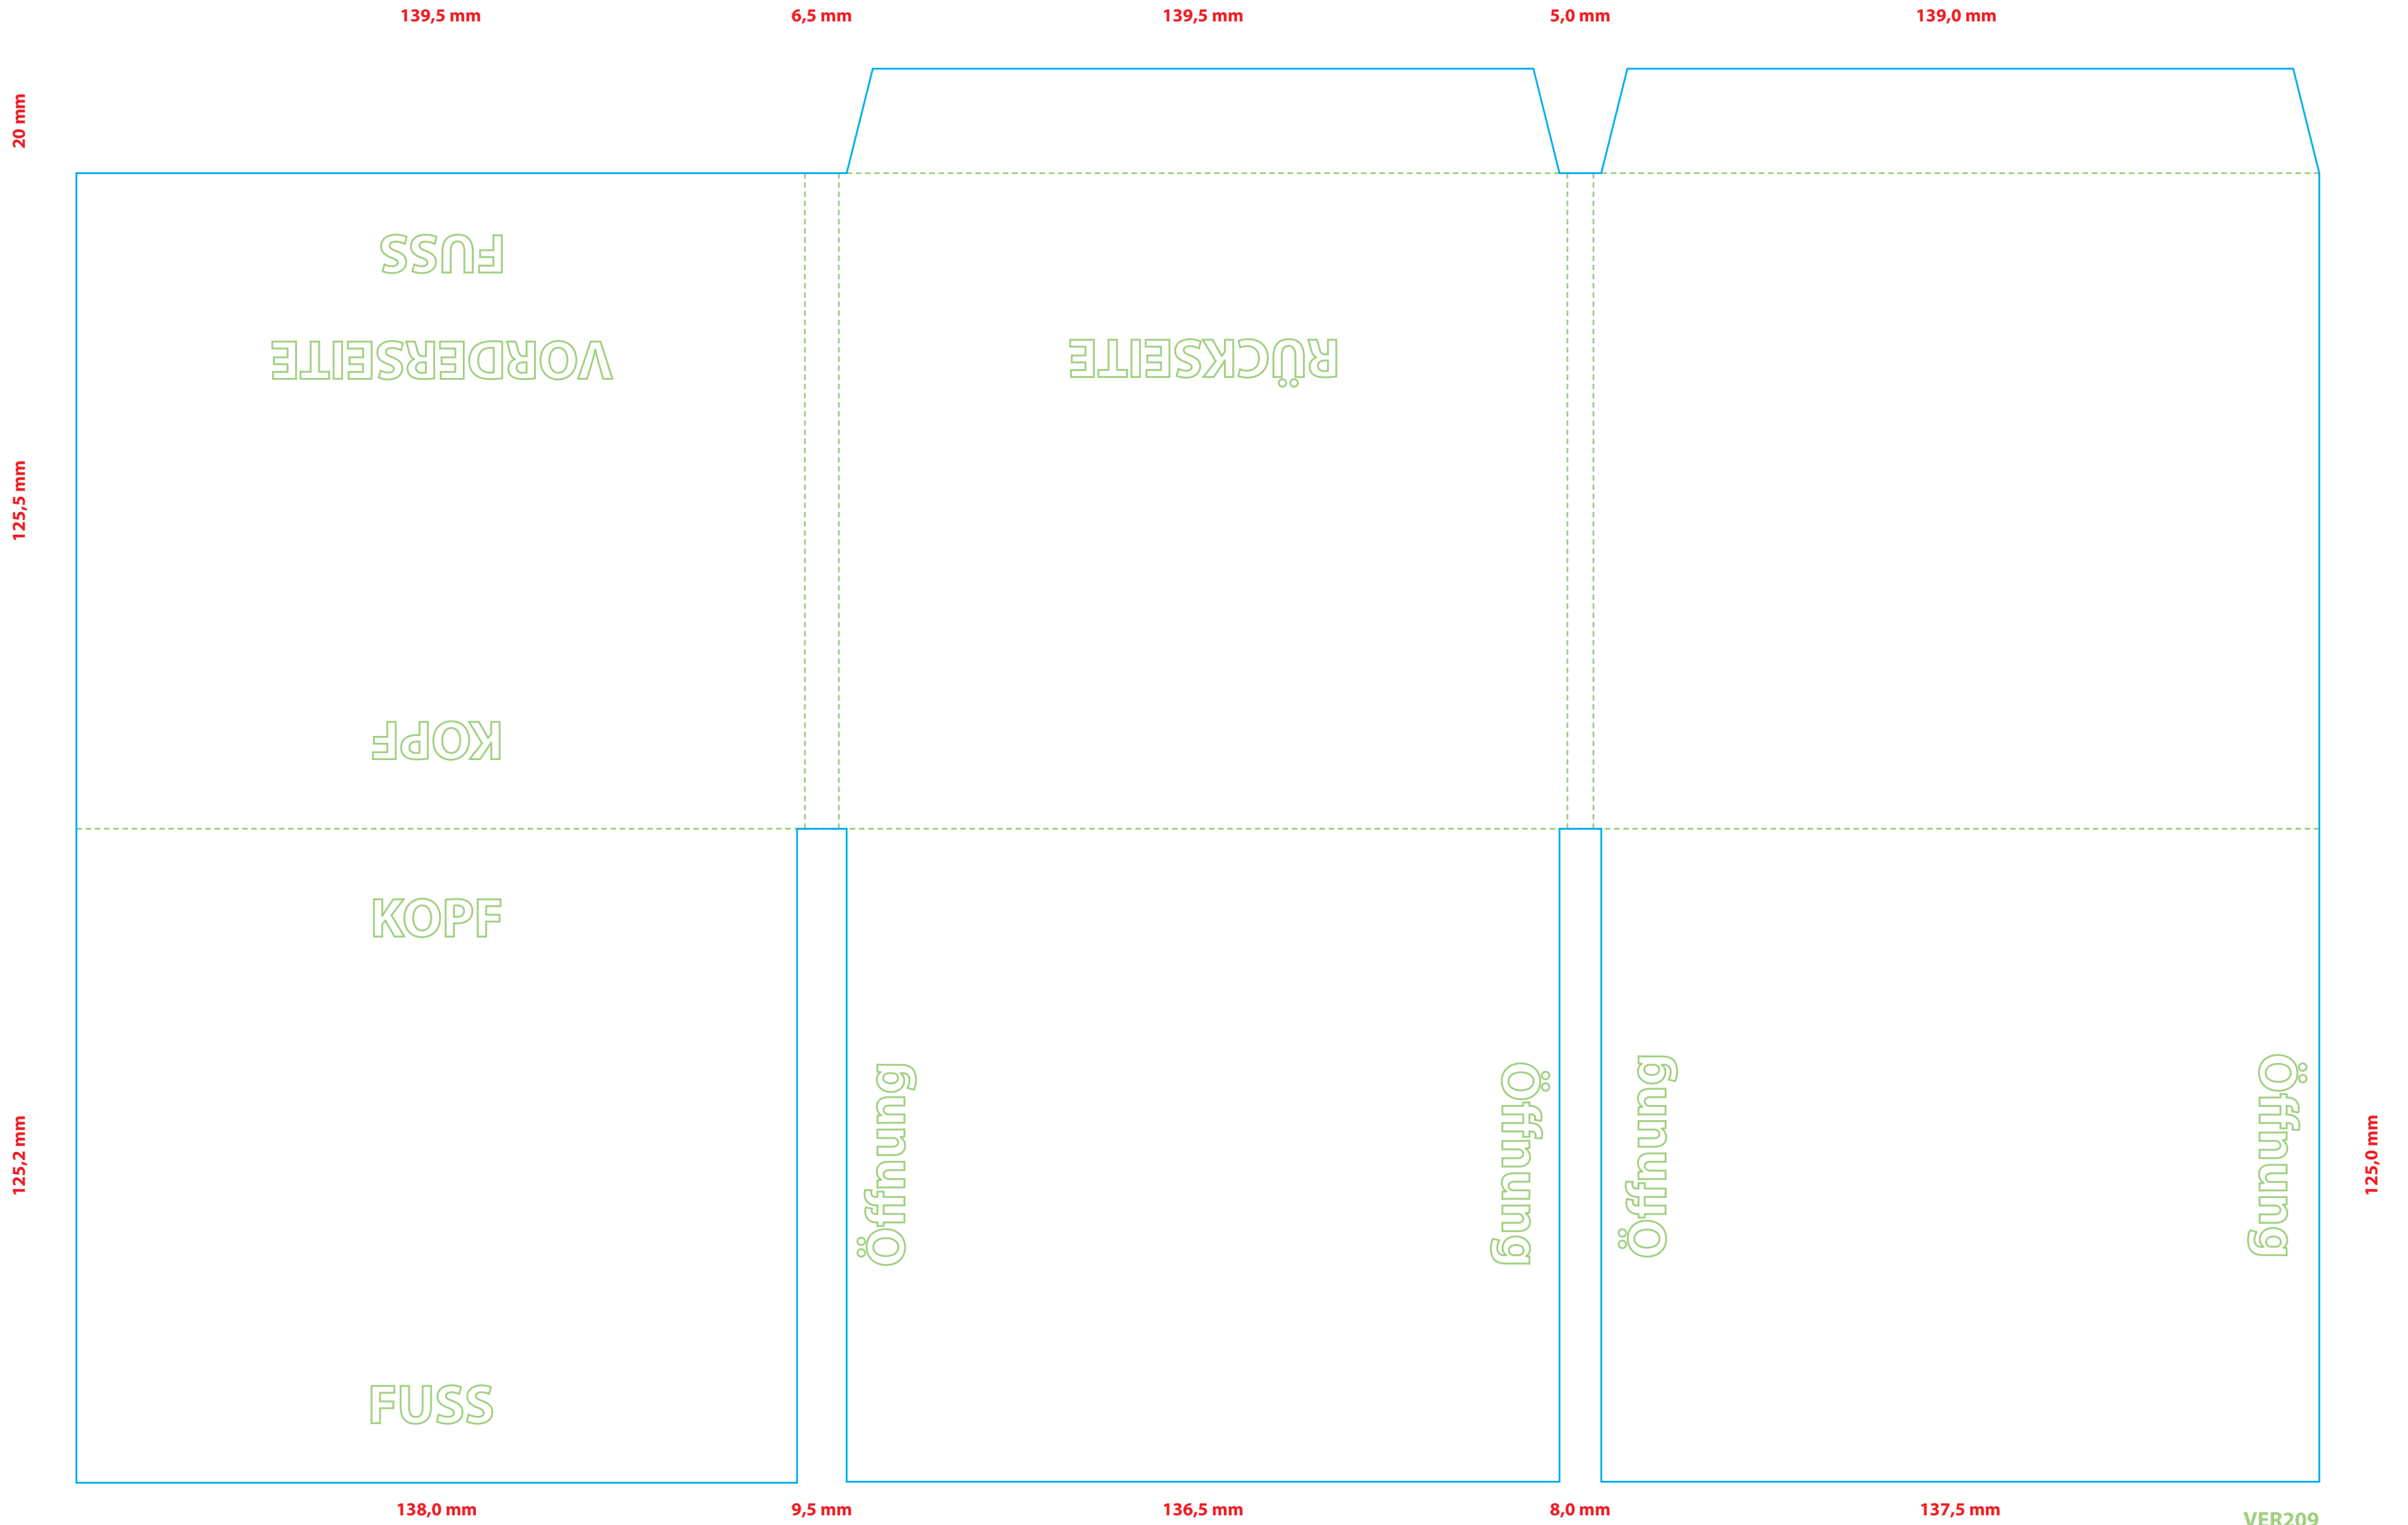 139,5 mm 6,5 mm 139,5 mm 5,0 mm 139,0 mm
20 mm
FUSS
VORDERSEITE RÜCKSEITE
125,5 mm
KOPF
KOPF
125,2 mm Öffnung Öffnung Öffnung Öffnung 125,0 mm
FUSS
138,0 mm 9,5 mm 136,5 mm 8,0 mm 137,5 mm
VER209